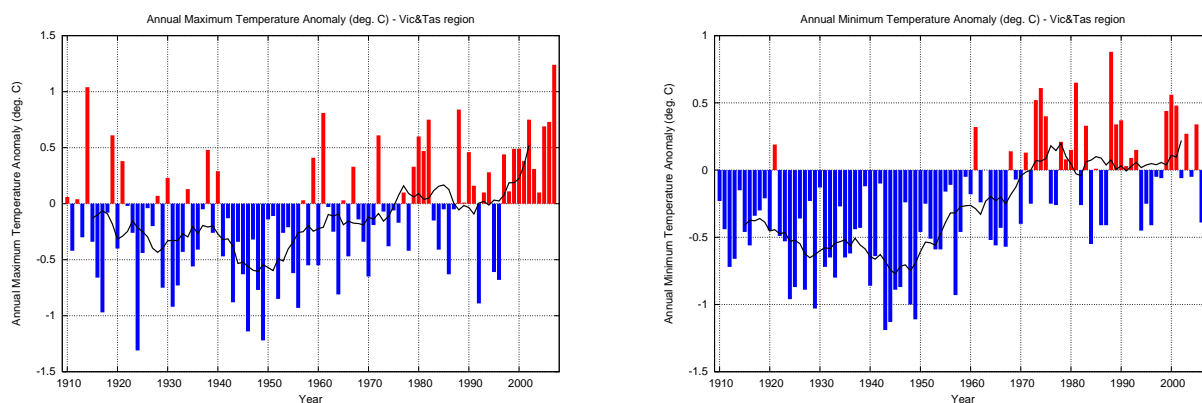 Annual Maximum Temperature Anomaly (deg. C) - Vic&Tas region
Annual Maximum Temperature Anomaly (deg. C)
1.5
1
0.5
0
-0.5
-1
-1.5
1910 1920 1930 1940 1950 1960 1970 1980 1990 2000
Year
Annual Minimum Temperature Anomaly (deg. C) - Vic&Tas region
Annual Minimum Temperature Anomaly (deg. C)
1
0.5
0
-0.5
-1
-1.5
1910 1920 1930 1940 1950 1960 1970 1980 1990 2000
Year